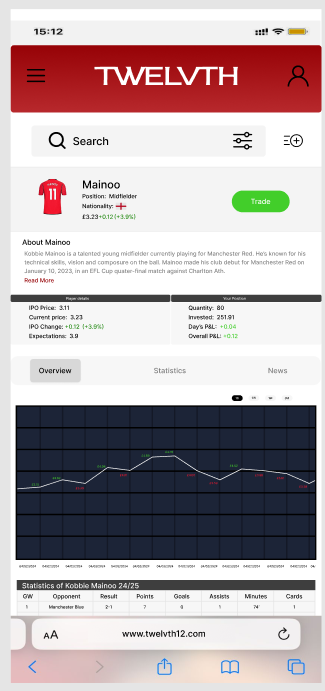 15:12
TWELVTH
Search
11
Mainoo
Position: Midfielder
Nationality:
£3.23+0.12 (+3.9%)
Trade
About Mainoo
Kobbie Mainoo is a talented young midfielder currently playing for Manchester Red. He's known for his
technical skills, vision and composure on the ball. Mainoo made his club debut for Manchester Red on
January 10, 2023, in an EFL Cup quater-final match against Charlton Ath.
Read More
Player details
Your Position
IPO Price: 3.11
Quantity: 80
Current price: 3.23
Invested: 251.91
IPO Change: +0.12 (+3.9%)
Day's P&L: +0.04
Expectations: 3.9
Overall P&L: +0.12
Overview
Statistics
News
Statistics of Kobbie Mainoo 24/25
GW Opponent Result Points Goals Assists Minutes Cards
1 Manchester Blue 2-1 7 0 1 74' 1
AA www.twelvth12.com